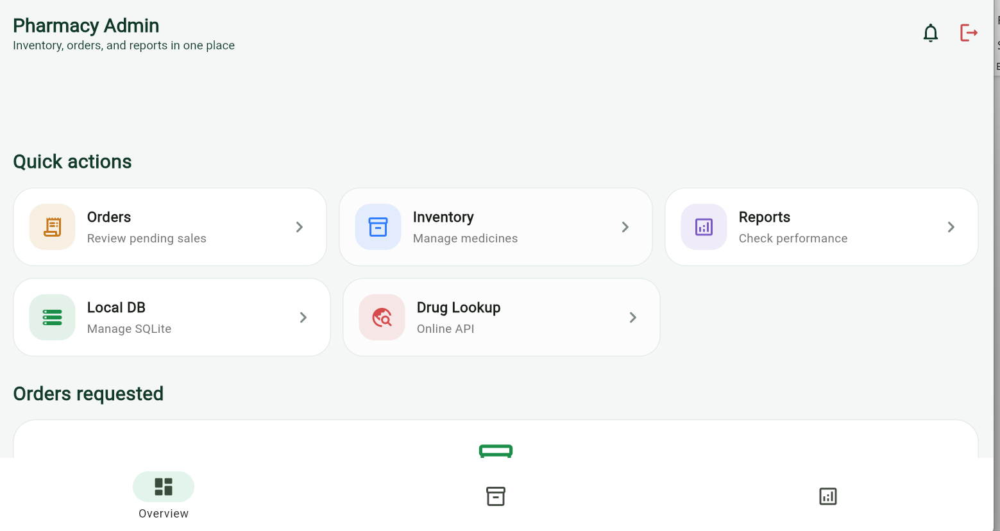 Pharmacy Admin
Inventory, orders, and reports in one place
Quick actions
Orders
Review pending sales
Inventory
Manage medicines
Reports
Check performance
Local DB
Manage SQLite
Drug Lookup
Online API
Orders requested
Overview